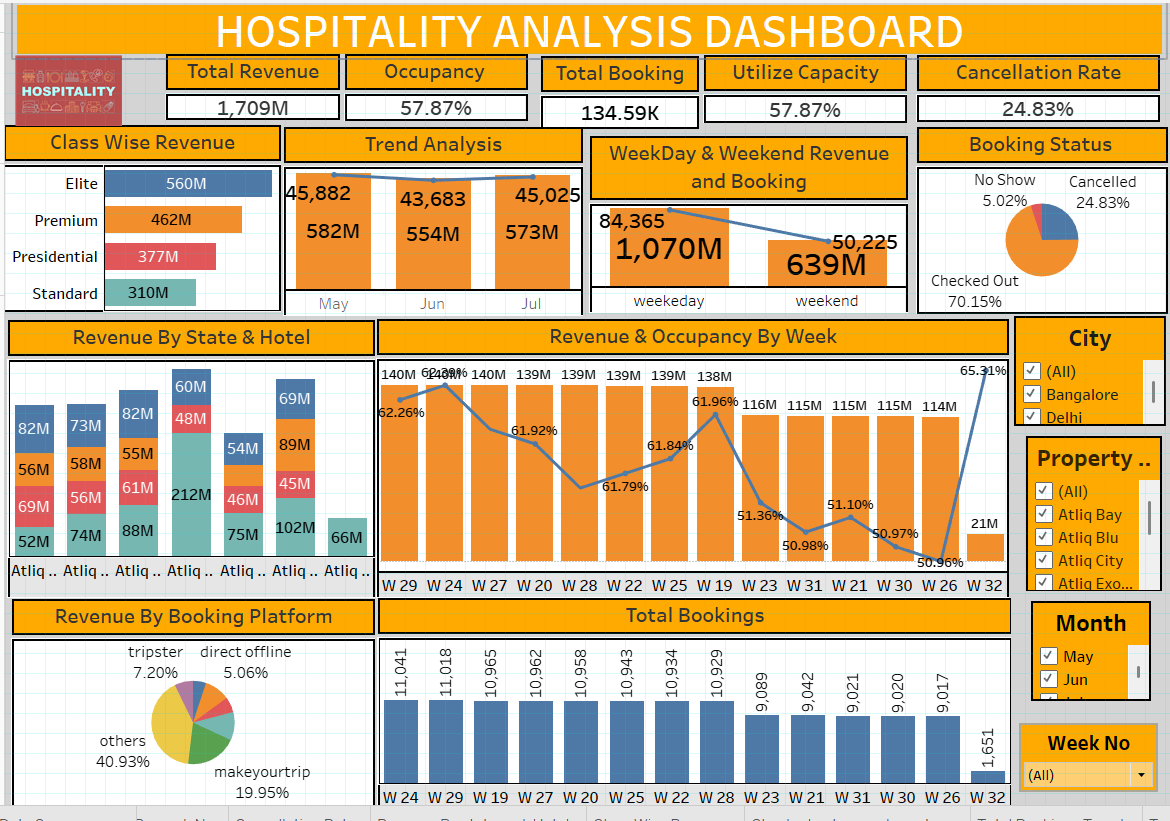 HOSPITALITY ANALYSIS DASHBOARD
HOSPITALITY
Total Revenue
1,709M
Occupancy
57.87%
Total Booking
134.59K
Utilize Capacity
57.87%
Cancellation Rate
24.83%
Class Wise Revenue
Elite 560M
Premium 462M
Presidential 377M
Standard 310M
Trend Analysis
45,882 43,683 45,025
582M 554M 573M
May Jun Jul
WeekDay & Weekend Revenue
and Booking
84,365 50,225
1,070M 639M
weekeday weekend
Booking Status
No Show
5.02%
Cancelled
24.83%
Checked Out
70.15%
Revenue By State & Hotel
82M 73M 82M 60M 54M 69M
56M 58M 55M 89M
69M 56M 61M 48M 46M 45M
52M 74M 88M 212M 75M 102M 66M
Atliq .. Atliq .. Atliq .. Atliq .. Atliq .. Atliq .. Atliq ..
Revenue & Occupancy By Week
140M 140M 140M 139M 139M 139M 139M 138M 116M 115M 115M 115M 114M 21M
62.26% 62.39% 61.92% 61.79% 61.84% 61.96% 51.36% 50.98% 51.10% 50.97% 50.96% 65.31%
W 29 W 24 W 27 W 20 W 28 W 22 W 25 W 19 W 23 W 31 W 21 W 30 W 26 W 32
City
(All)
Bangalore
Delhi
Property ..
(All)
Atliq Bay
Atliq Blu
Atliq City
Atliq Exo...
Month
May
Jun
Week No
(All)
Revenue By Booking Platform
tripster
7.20%
direct offline
5.06%
others
40.93%
makeyourtrip
19.95%
Total Bookings
11,041 11,018 10,965 10,962 10,958 10,943 10,934 10,929 9,089 9,042 9,021 9,020 9,017 1,651
W 24 W 29 W 19 W 27 W 20 W 25 W 22 W 28 W 23 W 21 W 31 W 30 W 26 W 32